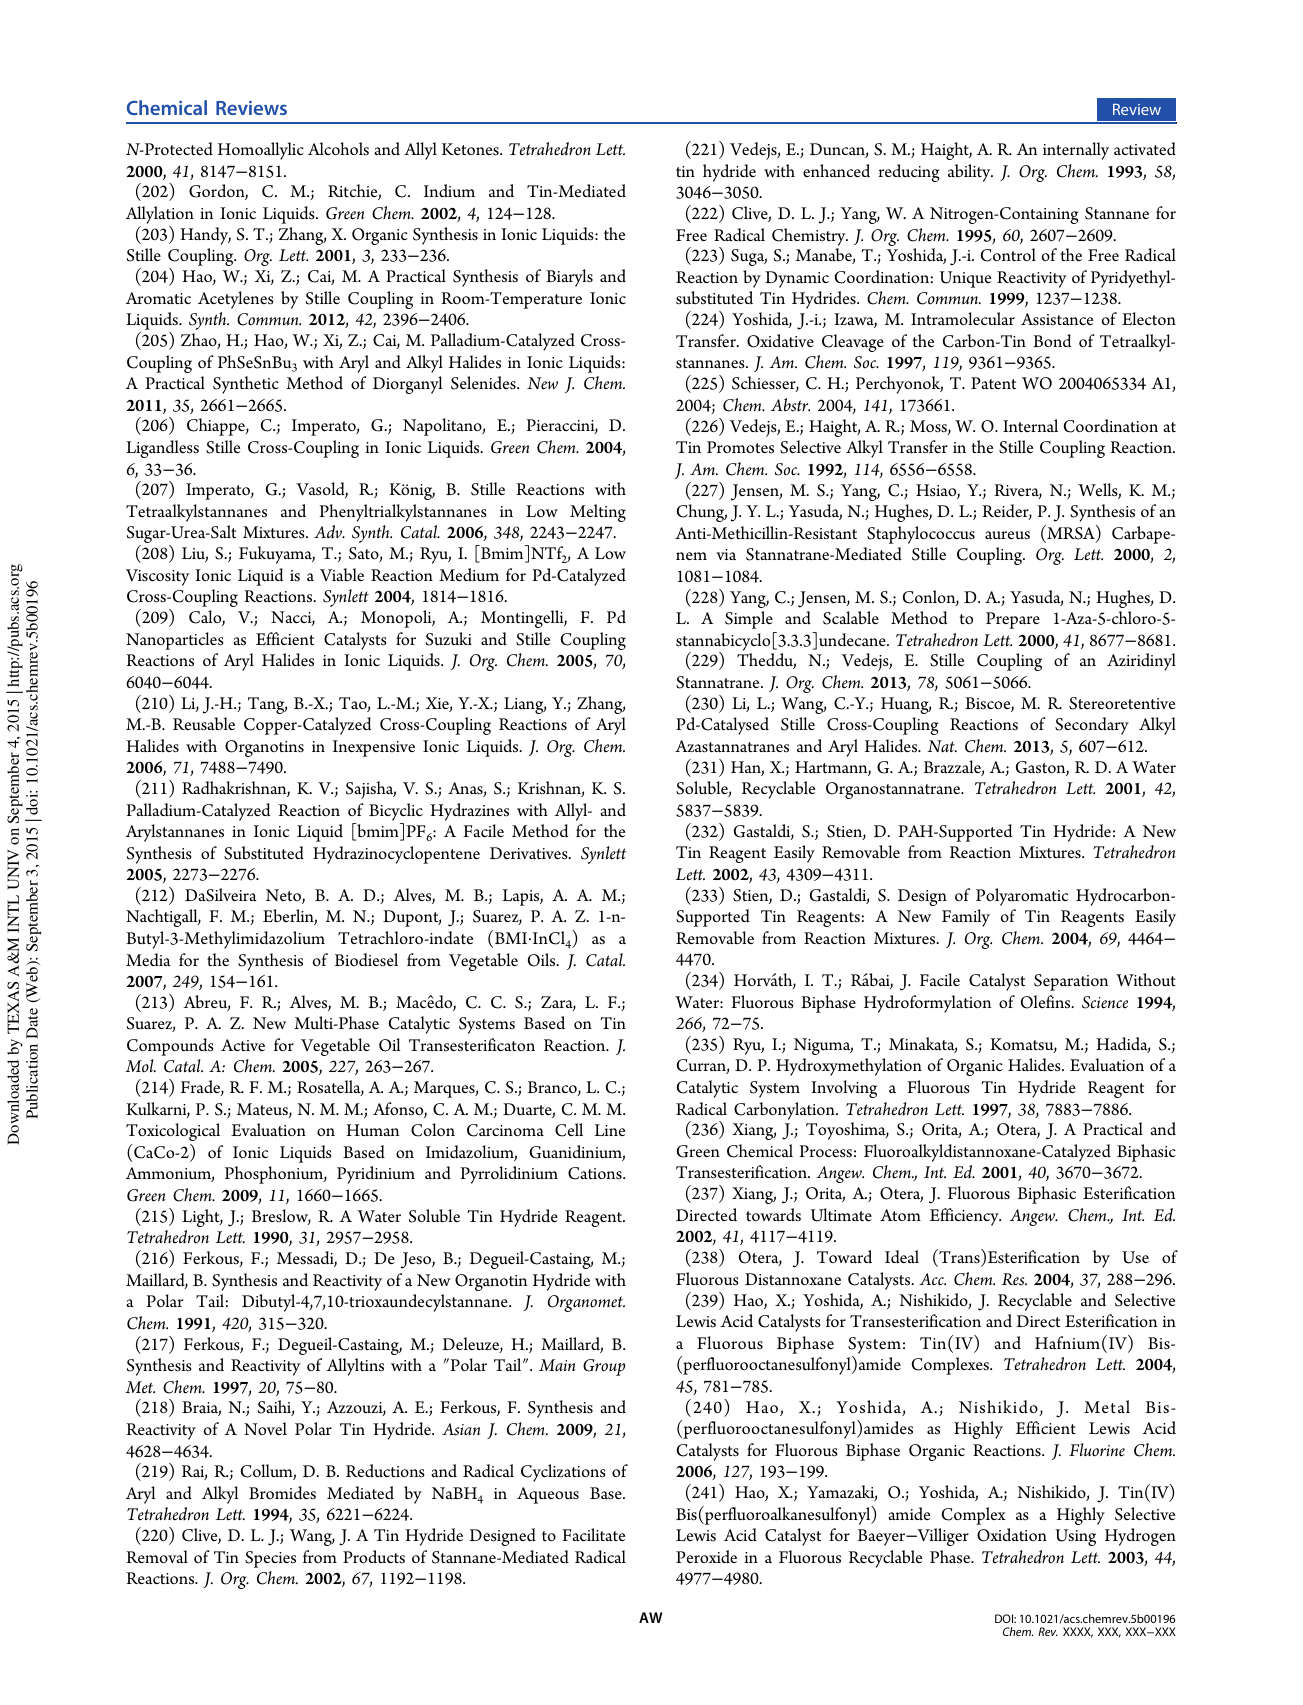 Chemical Reviews
Review
N-Protected Homoallylic Alcohols and Allyl Ketones. Tetrahedron Lett.
2000, 41, 8147−8151.
(202) Gordon, C. M.; Ritchie, C. Indium and Tin-Mediated
Allylation in Ionic Liquids. Green Chem. 2002, 4, 124−128.
(203) Handy, S. T.; Zhang, X. Organic Synthesis in Ionic Liquids: the
Stille Coupling. Org. Lett. 2001, 3, 233−236.
(204) Hao, W.; Xi, Z.; Cai, M. A Practical Synthesis of Biaryls and
Aromatic Acetylenes by Stille Coupling in Room-Temperature Ionic
Liquids. Synth. Commun. 2012, 42, 2396−2406.
(205) Zhao, H.; Hao, W.; Xi, Z.; Cai, M. Palladium-Catalyzed Cross-
Coupling of PhSeSnBu3 with Aryl and Alkyl Halides in Ionic Liquids:
A Practical Synthetic Method of Diorganyl Selenides. New J. Chem.
2011, 35, 2661−2665.
(206) Chiappe, C.; Imperato, G.; Napolitano, E.; Pieraccini, D.
Ligandless Stille Cross-Coupling in Ionic Liquids. Green Chem. 2004,
6, 33−36.
(207) Imperato, G.; Vasold, R.; König, B. Stille Reactions with
Tetraalkylstannanes and Phenyltrialkylstannanes in Low Melting
Sugar-Urea-Salt Mixtures. Adv. Synth. Catal. 2006, 348, 2243−2247.
(208) Liu, S.; Fukuyama, T.; Sato, M.; Ryu, I. [Bmim]NTf2, A Low
Viscosity Ionic Liquid is a Viable Reaction Medium for Pd-Catalyzed
Cross-Coupling Reactions. Synlett 2004, 1814−1816.
(209) Calo, V.; Nacci, A.; Monopoli, A.; Montingelli, F. Pd
Nanoparticles as Efficient Catalysts for Suzuki and Stille Coupling
Reactions of Aryl Halides in Ionic Liquids. J. Org. Chem. 2005, 70,
6040−6044.
(210) Li, J.-H.; Tang, B.-X.; Tao, L.-M.; Xie, Y.-X.; Liang, Y.; Zhang,
M.-B. Reusable Copper-Catalyzed Cross-Coupling Reactions of Aryl
Halides with Organotins in Inexpensive Ionic Liquids. J. Org. Chem.
2006, 71, 7488−7490.
(211) Radhakrishnan, K. V.; Sajisha, V. S.; Anas, S.; Krishnan, K. S.
Palladium-Catalyzed Reaction of Bicyclic Hydrazines with Allyl- and
Arylstannanes in Ionic Liquid [bmim]PF6: A Facile Method for the
Synthesis of Substituted Hydrazinocyclopentene Derivatives. Synlett
2005, 2273−2276.
(212) DaSilveira Neto, B. A. D.; Alves, M. B.; Lapis, A. A. M.;
Nachtigall, F. M.; Eberlin, M. N.; Dupont, J.; Suarez, P. A. Z. 1-n-
Butyl-3-Methylimidazolium Tetrachloro-indate (BMI·InCl4) as a
Media for the Synthesis of Biodiesel from Vegetable Oils. J. Catal.
2007, 249, 154−161.
(213) Abreu, F. R.; Alves, M. B.; Macêdo, C. C. S.; Zara, L. F.;
Suarez, P. A. Z. New Multi-Phase Catalytic Systems Based on Tin
Compounds Active for Vegetable Oil Transesterificaton Reaction. J.
Mol. Catal. A: Chem. 2005, 227, 263−267.
(214) Frade, R. F. M.; Rosatella, A. A.; Marques, C. S.; Branco, L. C.;
Kulkarni, P. S.; Mateus, N. M. M.; Afonso, C. A. M.; Duarte, C. M. M.
Toxicological Evaluation on Human Colon Carcinoma Cell Line
(CaCo-2) of Ionic Liquids Based on Imidazolium, Guanidinium,
Ammonium, Phosphonium, Pyridinium and Pyrrolidinium Cations.
Green Chem. 2009, 11, 1660−1665.
(215) Light, J.; Breslow, R. A Water Soluble Tin Hydride Reagent.
Tetrahedron Lett. 1990, 31, 2957−2958.
(216) Ferkous, F.; Messadi, D.; De Jeso, B.; Degueil-Castaing, M.;
Maillard, B. Synthesis and Reactivity of a New Organotin Hydride with
a Polar Tail: Dibutyl-4,7,10-trioxaundecylstannane. J. Organomet.
Chem. 1991, 420, 315−320.
(217) Ferkous, F.; Degueil-Castaing, M.; Deleuze, H.; Maillard, B.
Synthesis and Reactivity of Allyltins with a ″Polar Tail″. Main Group
Met. Chem. 1997, 20, 75−80.
(218) Braia, N.; Saihi, Y.; Azzouzi, A. E.; Ferkous, F. Synthesis and
Reactivity of A Novel Polar Tin Hydride. Asian J. Chem. 2009, 21,
4628−4634.
(219) Rai, R.; Collum, D. B. Reductions and Radical Cyclizations of
Aryl and Alkyl Bromides Mediated by NaBH4 in Aqueous Base.
Tetrahedron Lett. 1994, 35, 6221−6224.
(220) Clive, D. L. J.; Wang, J. A Tin Hydride Designed to Facilitate
Removal of Tin Species from Products of Stannane-Mediated Radical
Reactions. J. Org. Chem. 2002, 67, 1192−1198.
(221) Vedejs, E.; Duncan, S. M.; Haight, A. R. An internally activated
tin hydride with enhanced reducing ability. J. Org. Chem. 1993, 58,
3046−3050.
(222) Clive, D. L. J.; Yang, W. A Nitrogen-Containing Stannane for
Free Radical Chemistry. J. Org. Chem. 1995, 60, 2607−2609.
(223) Suga, S.; Manabe, T.; Yoshida, J.-i. Control of the Free Radical
Reaction by Dynamic Coordination: Unique Reactivity of Pyridyethyl-
substituted Tin Hydrides. Chem. Commun. 1999, 1237−1238.
(224) Yoshida, J.-i.; Izawa, M. Intramolecular Assistance of Electon
Transfer. Oxidative Cleavage of the Carbon-Tin Bond of Tetraalkyl-
stannanes. J. Am. Chem. Soc. 1997, 119, 9361−9365.
(225) Schiesser, C. H.; Perchyonok, T. Patent WO 2004065334 A1,
2004; Chem. Abstr. 2004, 141, 173661.
(226) Vedejs, E.; Haight, A. R.; Moss, W. O. Internal Coordination at
Tin Promotes Selective Alkyl Transfer in the Stille Coupling Reaction.
J. Am. Chem. Soc. 1992, 114, 6556−6558.
(227) Jensen, M. S.; Yang, C.; Hsiao, Y.; Rivera, N.; Wells, K. M.;
Chung, J. Y. L.; Yasuda, N.; Hughes, D. L.; Reider, P. J. Synthesis of an
Anti-Methicillin-Resistant Staphylococcus aureus (MRSA) Carbape-
nem via Stannatrane-Mediated Stille Coupling. Org. Lett. 2000, 2,
1081−1084.
(228) Yang, C.; Jensen, M. S.; Conlon, D. A.; Yasuda, N.; Hughes, D.
L. A Simple and Scalable Method to Prepare 1-Aza-5-chloro-5-
stannabicyclo[3.3.3]undecane. Tetrahedron Lett. 2000, 41, 8677−8681.
(229) Theddu, N.; Vedejs, E. Stille Coupling of an Aziridinyl
Stannatrane. J. Org. Chem. 2013, 78, 5061−5066.
(230) Li, L.; Wang, C.-Y.; Huang, R.; Biscoe, M. R. Stereoretentive
Pd-Catalysed Stille Cross-Coupling Reactions of Secondary Alkyl
Azastannatranes and Aryl Halides. Nat. Chem. 2013, 5, 607−612.
(231) Han, X.; Hartmann, G. A.; Brazzale, A.; Gaston, R. D. A Water
Soluble, Recyclable Organostannatrane. Tetrahedron Lett. 2001, 42,
5837−5839.
(232) Gastaldi, S.; Stien, D. PAH-Supported Tin Hydride: A New
Tin Reagent Easily Removable from Reaction Mixtures. Tetrahedron
Lett. 2002, 43, 4309−4311.
(233) Stien, D.; Gastaldi, S. Design of Polyaromatic Hydrocarbon-
Supported Tin Reagents: A New Family of Tin Reagents Easily
Removable from Reaction Mixtures. J. Org. Chem. 2004, 69, 4464−
4470.
(234) Horváth, I. T.; Rábai, J. Facile Catalyst Separation Without
Water: Fluorous Biphase Hydroformylation of Olefins. Science 1994,
266, 72−75.
(235) Ryu, I.; Niguma, T.; Minakata, S.; Komatsu, M.; Hadida, S.;
Curran, D. P. Hydroxymethylation of Organic Halides. Evaluation of a
Catalytic System Involving a Fluorous Tin Hydride Reagent for
Radical Carbonylation. Tetrahedron Lett. 1997, 38, 7883−7886.
(236) Xiang, J.; Toyoshima, S.; Orita, A.; Otera, J. A Practical and
Green Chemical Process: Fluoroalkyldistannoxane-Catalyzed Biphasic
Transesterification. Angew. Chem., Int. Ed. 2001, 40, 3670−3672.
(237) Xiang, J.; Orita, A.; Otera, J. Fluorous Biphasic Esterification
Directed towards Ultimate Atom Efficiency. Angew. Chem., Int. Ed.
2002, 41, 4117−4119.
(238) Otera, J. Toward Ideal (Trans)Esterification by Use of
Fluorous Distannoxane Catalysts. Acc. Chem. Res. 2004, 37, 288−296.
(239) Hao, X.; Yoshida, A.; Nishikido, J. Recyclable and Selective
Lewis Acid Catalysts for Transesterification and Direct Esterification in
a Fluorous Biphase System: Tin(IV) and Hafnium(IV) Bis-
(perfluorooctanesulfonyl)amide Complexes. Tetrahedron Lett. 2004,
45, 781−785.
(240) Hao, X.; Yoshida, A.; Nishikido, J. Metal Bis-
(perfluorooctanesulfonyl)amides as Highly Efficient Lewis Acid
Catalysts for Fluorous Biphase Organic Reactions. J. Fluorine Chem.
2006, 127, 193−199.
(241) Hao, X.; Yamazaki, O.; Yoshida, A.; Nishikido, J. Tin(IV)
Bis(perfluoroalkanesulfonyl) amide Complex as a Highly Selective
Lewis Acid Catalyst for Baeyer−Villiger Oxidation Using Hydrogen
Peroxide in a Fluorous Recyclable Phase. Tetrahedron Lett. 2003, 44,
4977−4980.
AW
DOI: 10.1021/acs.chemrev.5b00196
Chem. Rev. XXXX, XXX, XXX−XXX
Downloaded by TEXAS A&M INTL UNIV on September 4, 2015 | http://pubs.acs.org
Publication Date (Web): September 3, 2015 | doi: 10.1021/acs.chemrev.5b00196